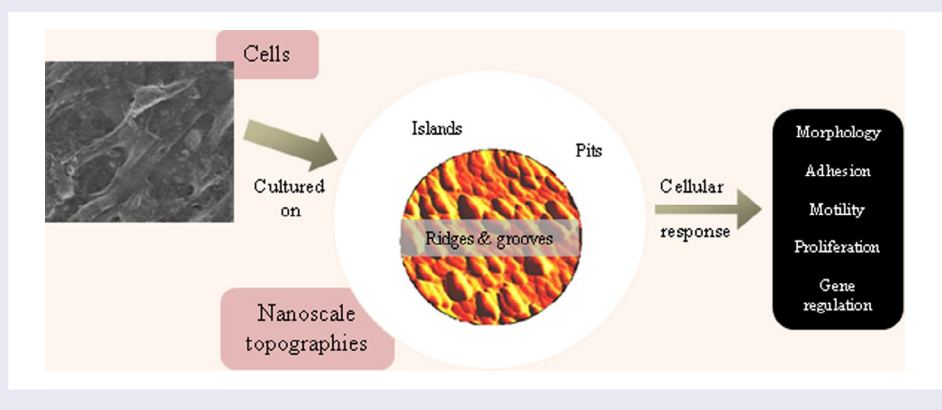 Cells
Cultured
on
Nanoscale
topographies
Islands
Pits
Ridges & grooves
Cellular
response
Morphology
Adhesion
Motility
Proliferation
Gene
regulation